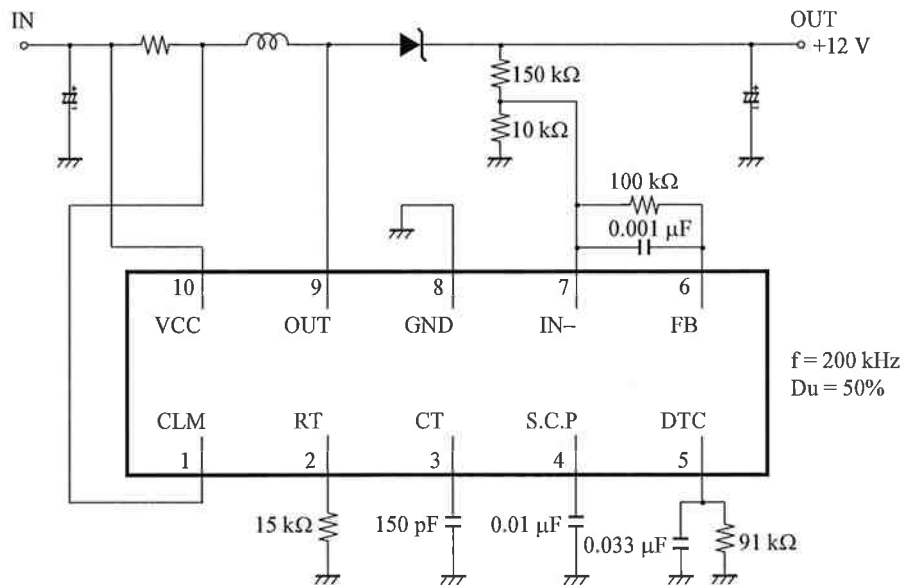 IN
OUT
+12 V
150 kΩ
10 kΩ
100 kΩ
0.001 μF
10
9
8
7
6
VCC
OUT
GND
IN−
FB
f = 200 kHz
Du = 50%
CLM
RT
CT
S.C.P
DTC
1
2
3
4
5
15 kΩ
150 pF
0.01 μF
0.033 μF
91 kΩ